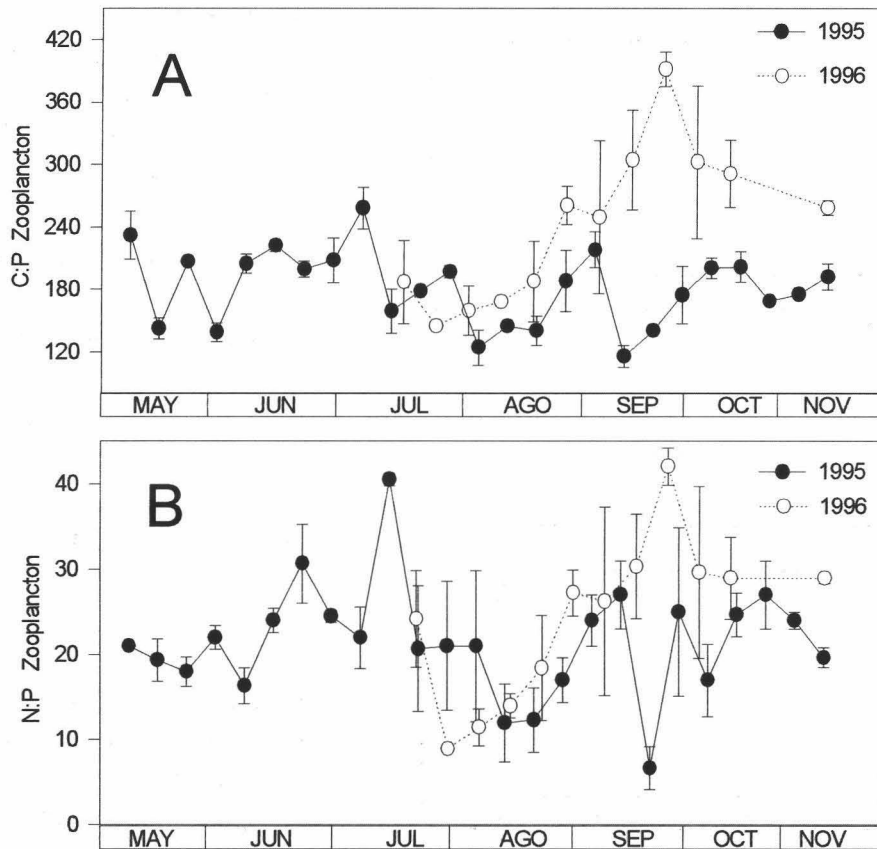 A
1995
1996
C:P Zooplancton
420
360
300
240
180
120
MAY JUN JUL AGO SEP OCT NOV
B
1995
1996
N:P Zooplancton
40
30
20
10
0
MAY JUN JUL AGO SEP OCT NOV